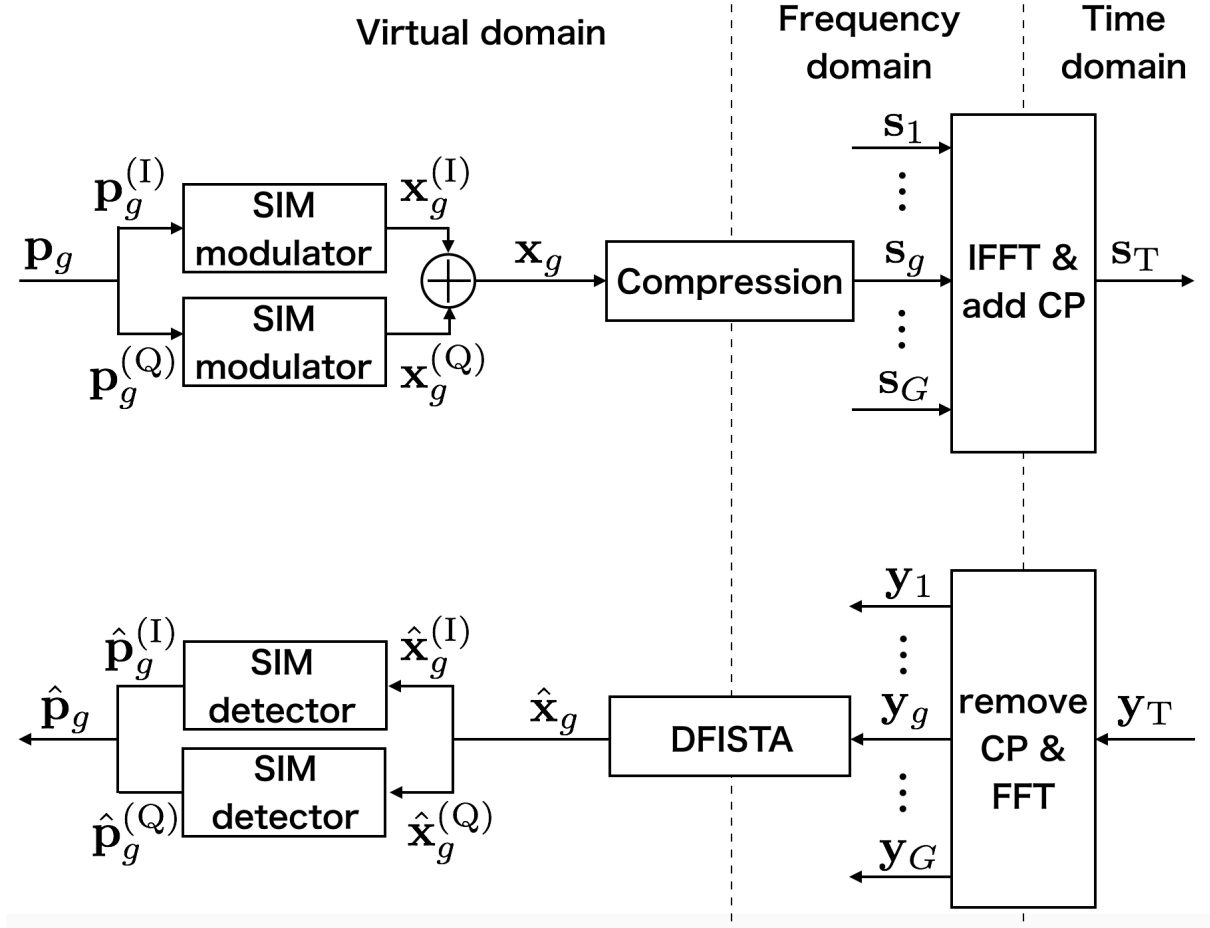 Virtual domain
Frequency
domain
Time
domain
p_g
p_g^(I)
SIM
modulator
x_g^(I)
p_g^(Q)
SIM
modulator
x_g^(Q)
x_g
Compression
s_1
⋮
s_g
⋮
s_G
IFFT &
add CP
s_T
p̂_g
p̂_g^(I)
SIM
detector
x̂_g^(I)
p̂_g^(Q)
SIM
detector
x̂_g^(Q)
x̂_g
DFISTA
y_1
⋮
y_g
⋮
y_G
remove
CP &
FFT
y_T